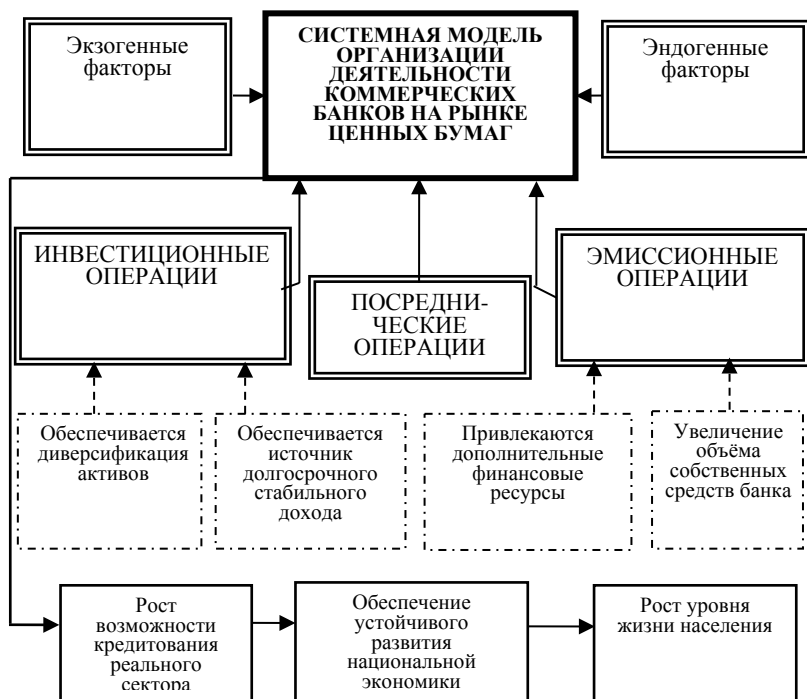 Экзогенные
факторы
СИСТЕМНАЯ МОДЕЛЬ
ОРГАНИЗАЦИИ
ДЕЯТЕЛЬНОСТИ
КОММЕРЧЕСКИХ
БАНКОВ НА РЫНКЕ
ЦЕННЫХ БУМАГ
Эндогенные
факторы
ИНВЕСТИЦИОННЫЕ
ОПЕРАЦИИ
ПОСРЕДНИ-
ЧЕСКИЕ
ОПЕРАЦИИ
ЭМИССИОННЫЕ
ОПЕРАЦИИ
Обеспечивается
диверсификация
активов
Обеспечивается
источник
долгосрочного
стабильного
дохода
Привлекаются
дополнительные
финансовые
ресурсы
Увеличение
объёма
собственных
средств банка
Рост
возможности
кредитования
реального
сектора
Обеспечение
устойчивого
развития
национальной
экономики
Рост уровня
жизни населения